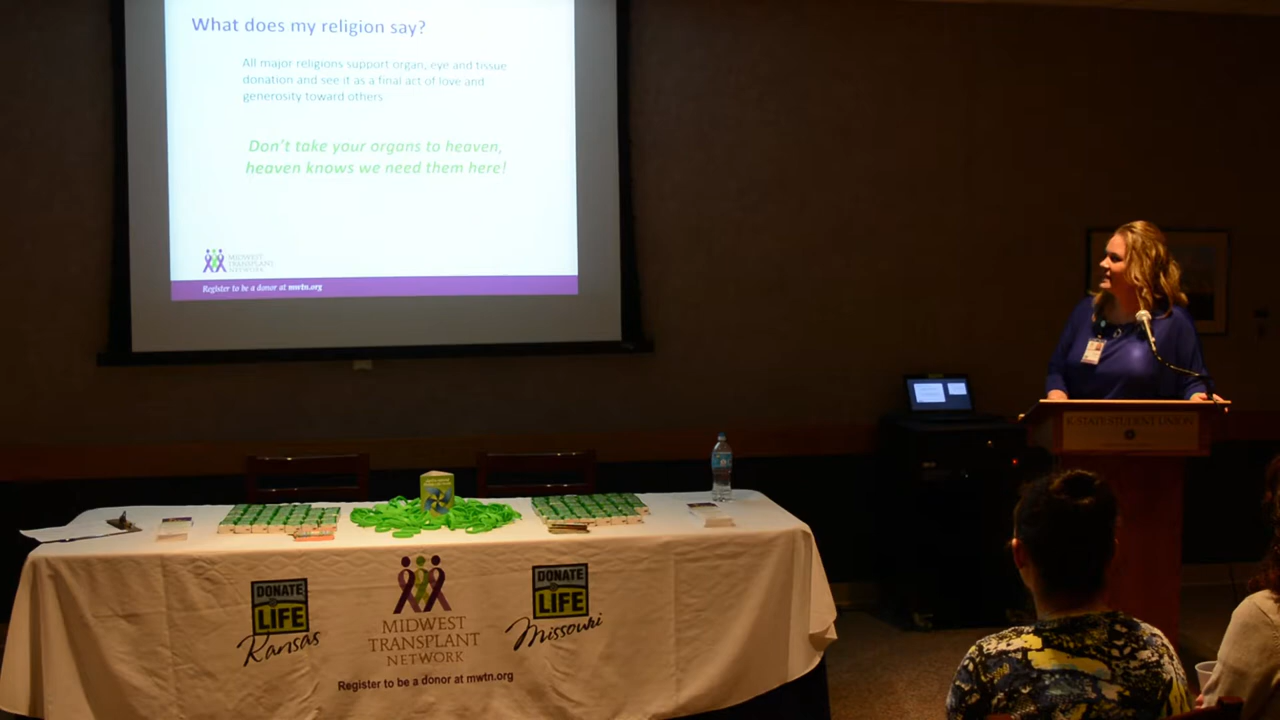 What does my religion say?
All major religions support organ, eye and tissue
donation and see it as a final act of love and
generosity toward others
Don't take your organs to heaven,
heaven knows we need them here!
MIDWEST
TRANSPLANT
NETWORK
Register to be a donor at mwtn.org
K-STATE STUDENT UNION
DONATE
LIFE
Kansas
MIDWEST
TRANSPLANT
NETWORK
DONATE
LIFE
Missouri
Register to be a donor at mwtn.org